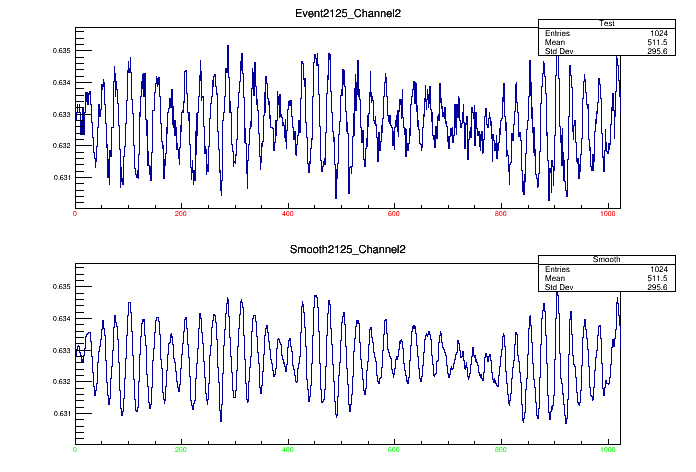 Event2125_Channel2
Test
Entries 1024
Mean 511.5
Std Dev 295.6
0.635
0.634
0.633
0.632
0.631
0 200 400 600 800 1000
Smooth2125_Channel2
Smooth
Entries 1024
Mean 511.5
Std Dev 295.6
0.635
0.634
0.633
0.632
0.631
0 200 400 600 800 1000